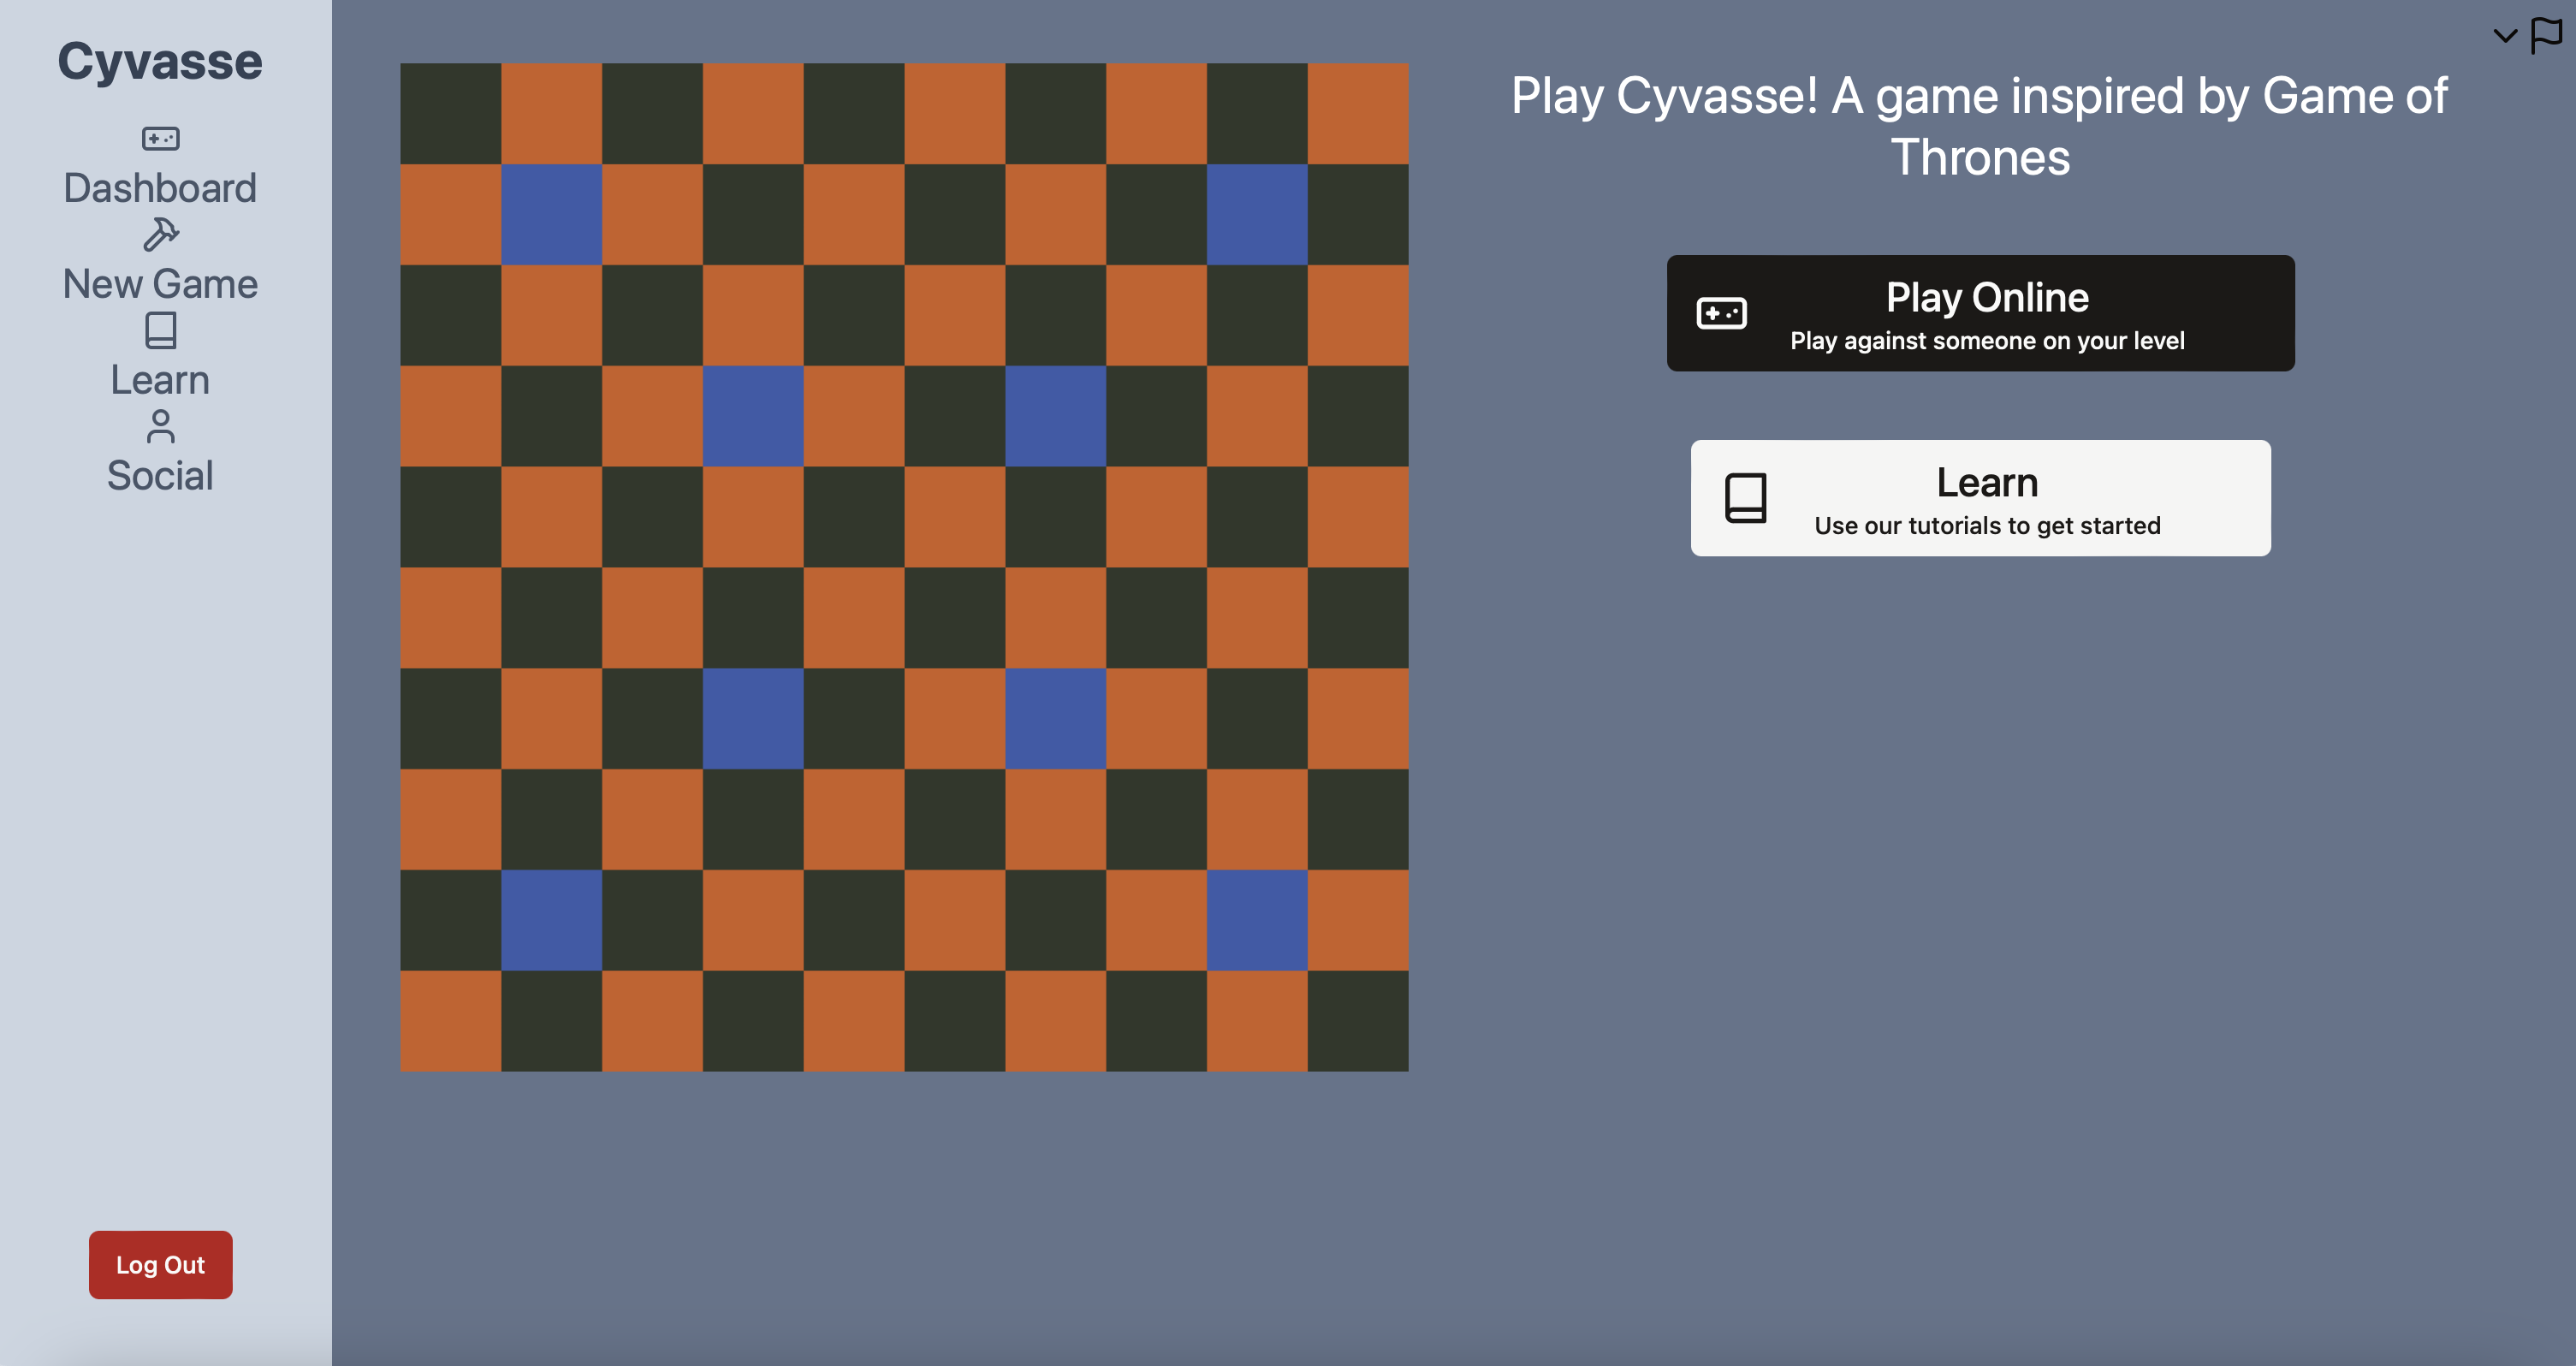 Cyvasse
Dashboard
New Game
Learn
Social
Log Out
Play Cyvasse! A game inspired by Game of
Thrones
Play Online
Play against someone on your level
Learn
Use our tutorials to get started